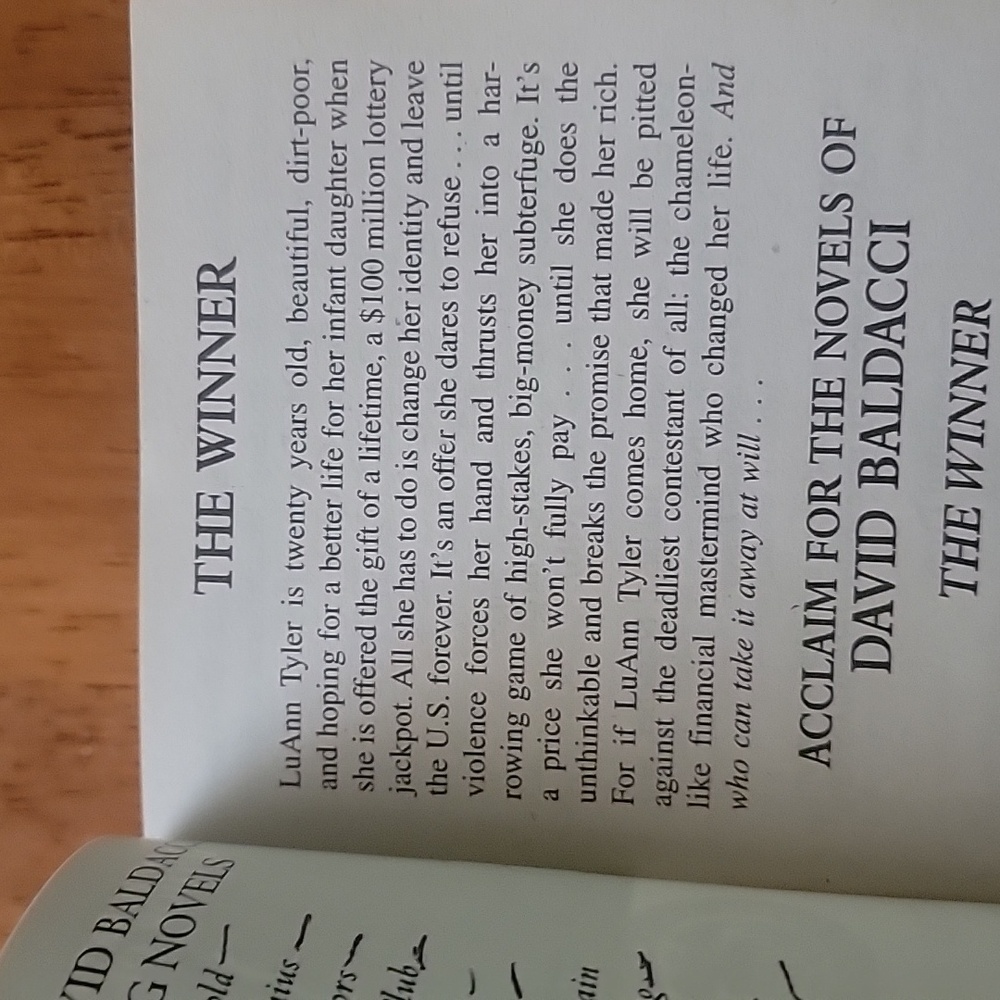 THE WINNER
LuAnn Tyler is twenty years old, beautiful, dirt-poor,
and hoping for a better life for her infant daughter when
she is offered the gift of a lifetime, a $100 million lottery
jackpot. All she has to do is change her identity and leave
the U.S. forever. It's an offer she dares to refuse . . . until
violence forces her hand and thrusts her into a har-
rowing game of high-stakes, big-money subterfuge. It's
a price she won't fully pay . . . until she does the
unthinkable and breaks the promise that made her rich.
For if LuAnn Tyler comes home, she will be pitted
against the deadliest contestant of all: the chameleon-
like financial mastermind who changed her life. And
who can take it away at will . . . .
ACCLAIM FOR THE NOVELS OF
DAVID BALDACCI
THE WINNER
BALDACCI
NOVELS